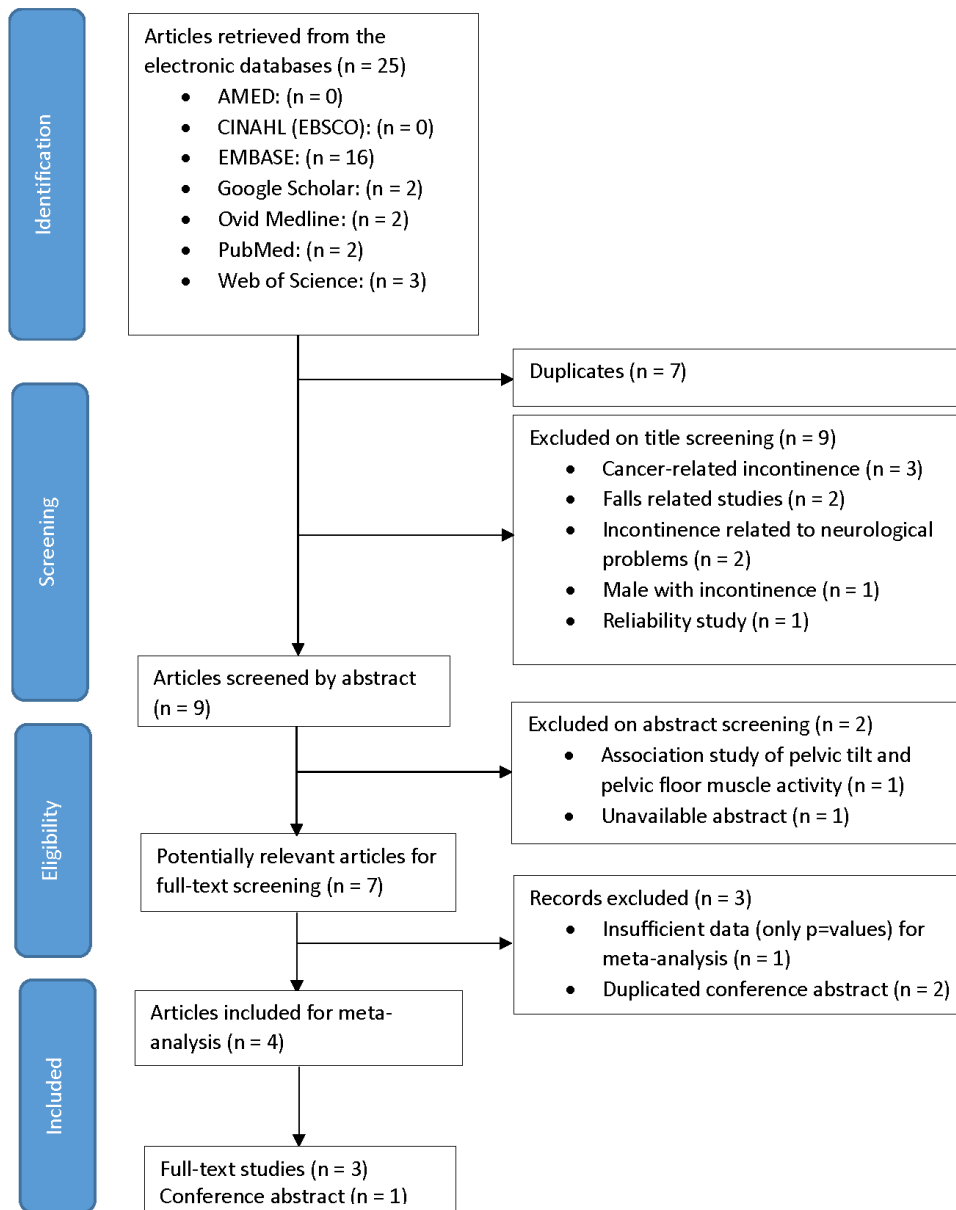 Identification
Articles retrieved from the
electronic databases (n = 25)
• AMED: (n = 0)
• CINAHL (EBSCO): (n = 0)
• EMBASE: (n = 16)
• Google Scholar: (n = 2)
• Ovid Medline: (n = 2)
• PubMed: (n = 2)
• Web of Science: (n = 3)
Duplicates (n = 7)
Screening
Excluded on title screening (n = 9)
• Cancer-related incontinence (n = 3)
• Falls related studies (n = 2)
• Incontinence related to neurological
problems (n = 2)
• Male with incontinence (n = 1)
• Reliability study (n = 1)
Articles screened by abstract
(n = 9)
Eligibility
Excluded on abstract screening (n = 2)
• Association study of pelvic tilt and
pelvic floor muscle activity (n = 1)
• Unavailable abstract (n = 1)
Potentially relevant articles for
full-text screening (n = 7)
Records excluded (n = 3)
• Insufficient data (only p=values) for
meta-analysis (n = 1)
• Duplicated conference abstract (n = 2)
Included
Articles included for meta-
analysis (n = 4)
Full-text studies (n = 3)
Conference abstract (n = 1)